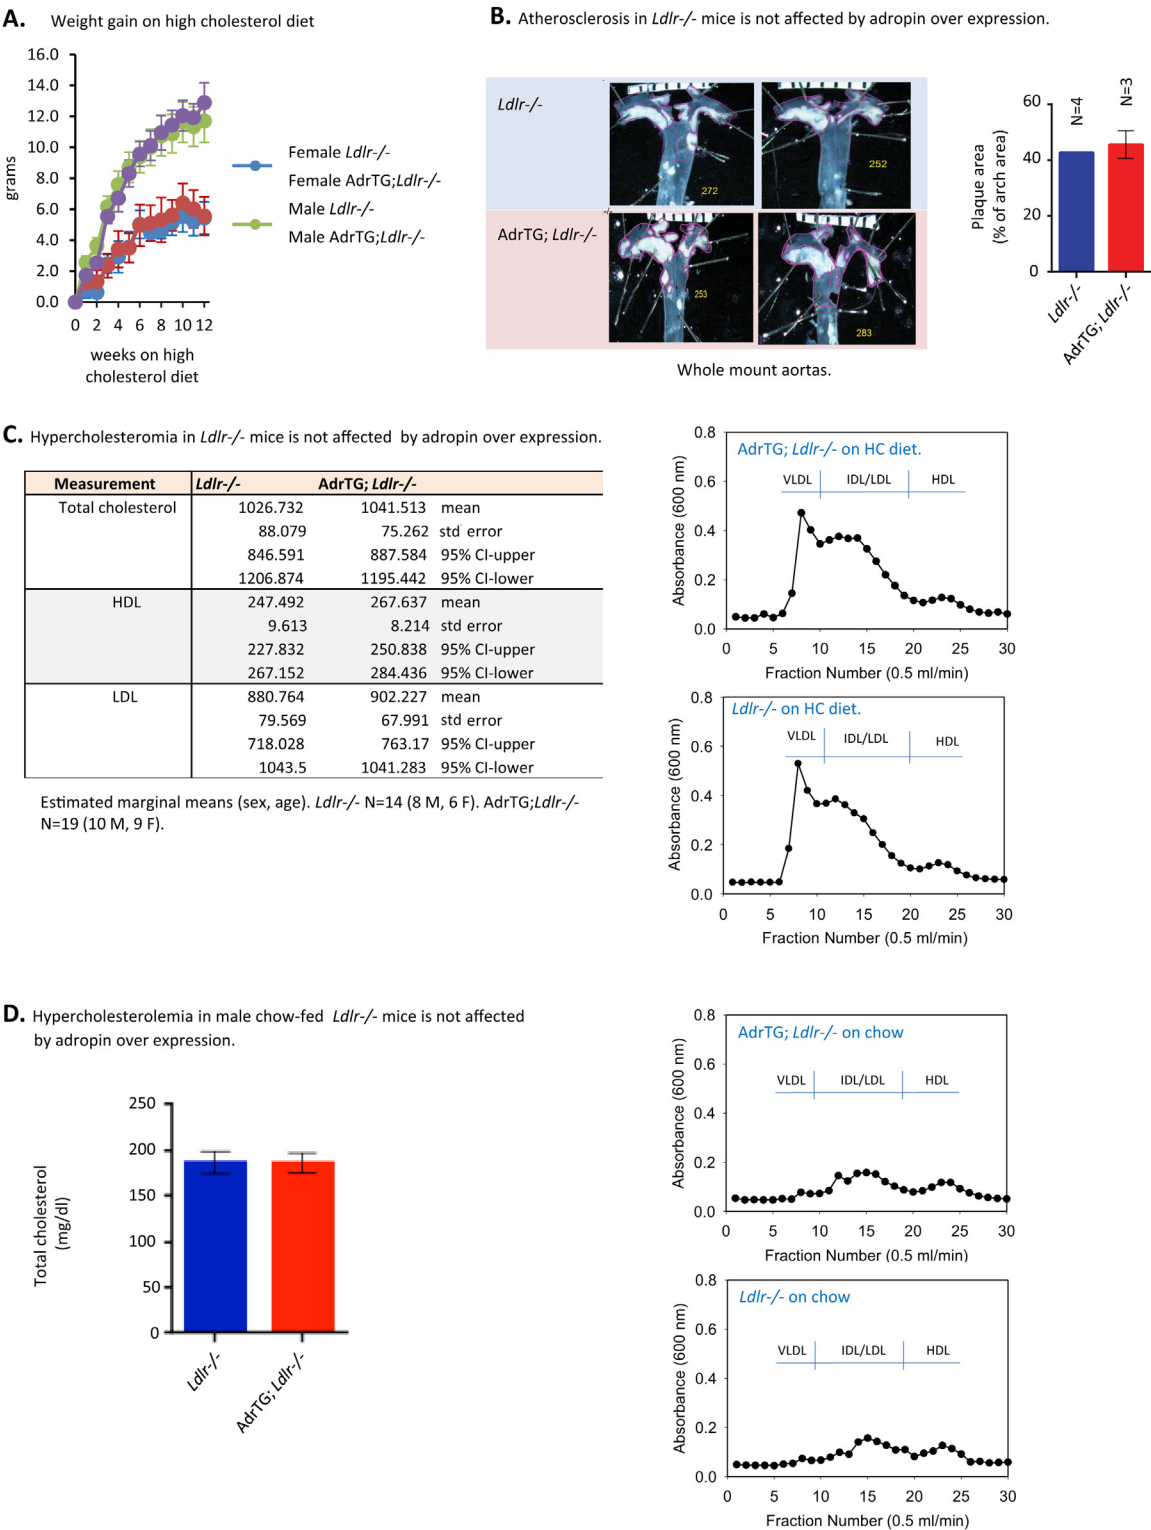 A. Weight gain on high cholesterol diet
16.0
14.0
12.0
10.0
8.0
6.0
4.0
2.0
0.0
grams
0 2 4 6 8 10 12
weeks on high
cholesterol diet
Female Ldlr-/-
Female AdrTG;Ldlr-/-
Male Ldlr-/-
Male AdrTG;Ldlr-/-
B. Atherosclerosis in Ldlr-/- mice is not affected by adropin over expression.
Ldlr-/-
272
252
AdrTG; Ldlr-/-
253
283
Whole mount aortas.
Plaque area
(% of arch area)
60
40
20
0
N=4
N=3
Ldlr-/-
AdrTG; Ldlr-/-
C. Hypercholesteromia in Ldlr-/- mice is not affected by adropin over expression.
Measurement Ldlr-/- AdrTG; Ldlr-/-
Total cholesterol 1026.732 1041.513 mean
88.079 75.262 std error
846.591 887.584 95% CI-upper
1206.874 1195.442 95% CI-lower
HDL 247.492 267.637 mean
9.613 8.214 std error
227.832 250.838 95% CI-upper
267.152 284.436 95% CI-lower
LDL 880.764 902.227 mean
79.569 67.991 std error
718.028 763.17 95% CI-upper
1043.5 1041.283 95% CI-lower
Estimated marginal means (sex, age). Ldlr-/- N=14 (8 M, 6 F). AdrTG;Ldlr-/-
N=19 (10 M, 9 F).
AdrTG; Ldlr-/- on HC diet.
VLDL IDL/LDL HDL
Absorbance (600 nm)
0.8
0.6
0.4
0.2
0.0
0 5 10 15 20 25 30
Fraction Number (0.5 ml/min)
Ldlr-/- on HC diet.
VLDL IDL/LDL HDL
Absorbance (600 nm)
0.8
0.6
0.4
0.2
0.0
0 5 10 15 20 25 30
Fraction Number (0.5 ml/min)
D. Hypercholesterolemia in male chow-fed Ldlr-/- mice is not affected
by adropin over expression.
Total cholesterol
(mg/dl)
250
200
150
100
50
0
Ldlr-/-
AdrTG; Ldlr-/-
AdrTG; Ldlr-/- on chow
VLDL IDL/LDL HDL
Absorbance (600 nm)
0.8
0.6
0.4
0.2
0.0
0 5 10 15 20 25 30
Fraction Number (0.5 ml/min)
Ldlr-/- on chow
VLDL IDL/LDL HDL
Absorbance (600 nm)
0.8
0.6
0.4
0.2
0.0
0 5 10 15 20 25 30
Fraction Number (0.5 ml/min)